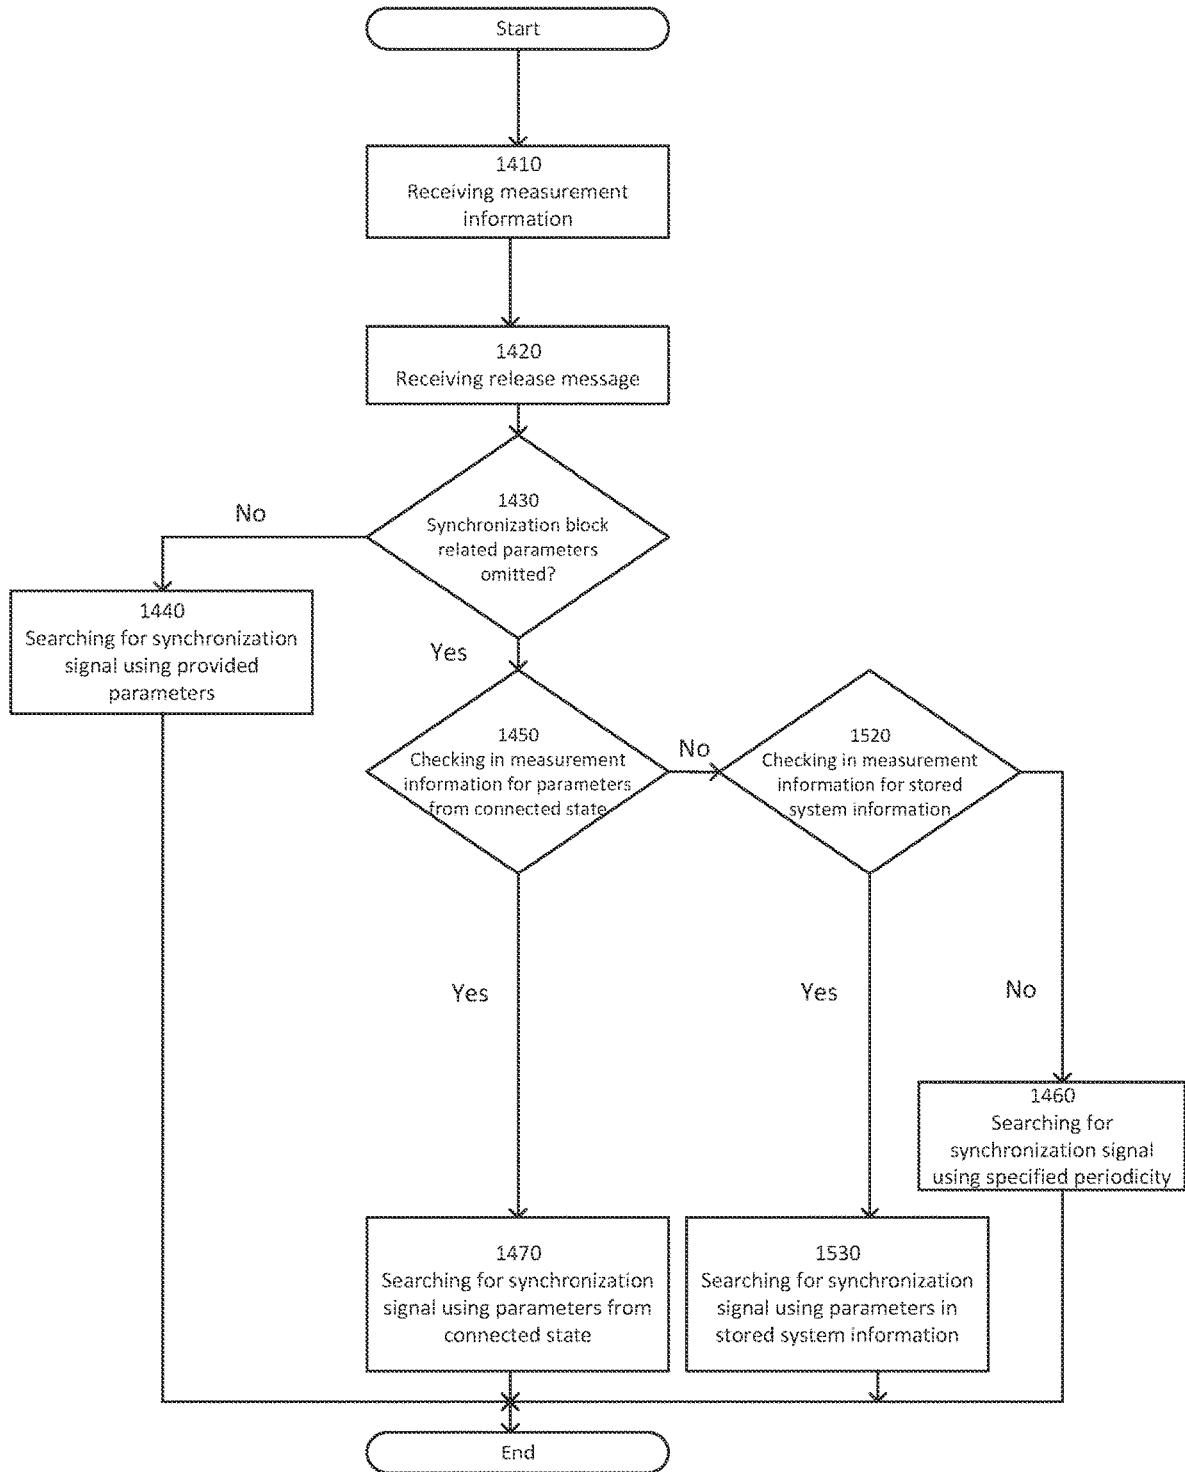 Start
1410
Receiving measurement
information
1420
Receiving release message
1430
Synchronization block
related parameters
omitted?
No
1440
Searching for synchronization
signal using provided
parameters
Yes
1450
Checking in measurement
information for parameters
from connected state
No
1520
Checking in measurement
information for stored
system information
Yes
Yes
No
1460
Searching for
synchronization signal
using specified periodicity
1470
Searching for synchronization
signal using parameters from
connected state
1530
Searching for synchronization
signal using parameters in
stored system information
End